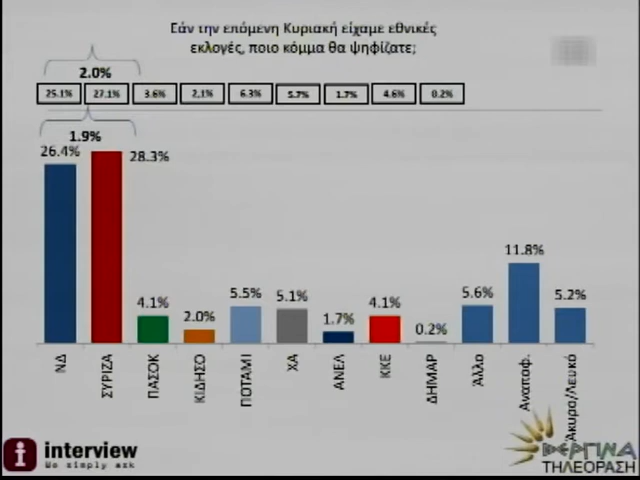 Εάν την επόμενη Κυριακή είχαμε εθνικές
εκλογές, ποιο κόμμα θα ψηφίζατε;
2.0%
25.1% 27.1% 3.6% 2,1% 6.3% 5.7% 1.7% 4.6% 0.2%
1.9%
26.4% 28.3% 4.1% 2.0% 5.5% 5.1% 1.7% 4.1% 0.2% 5.6% 11.8% 5.2%
ΝΔ ΣΥΡΙΖΑ ΠΑΣΟΚ ΚΙΔΗΣΟ ΠΟΤΑΜΙ ΧΑ ΑΝΕΛ ΚΚΕ ΔΗΜΑΡ Άλλο Αναποφ. Άκυρο/Λευκό
interview
We simply ask
ΒΕΡΓΙΝΑ
ΤΗΛΕΟΡΑΣΗ